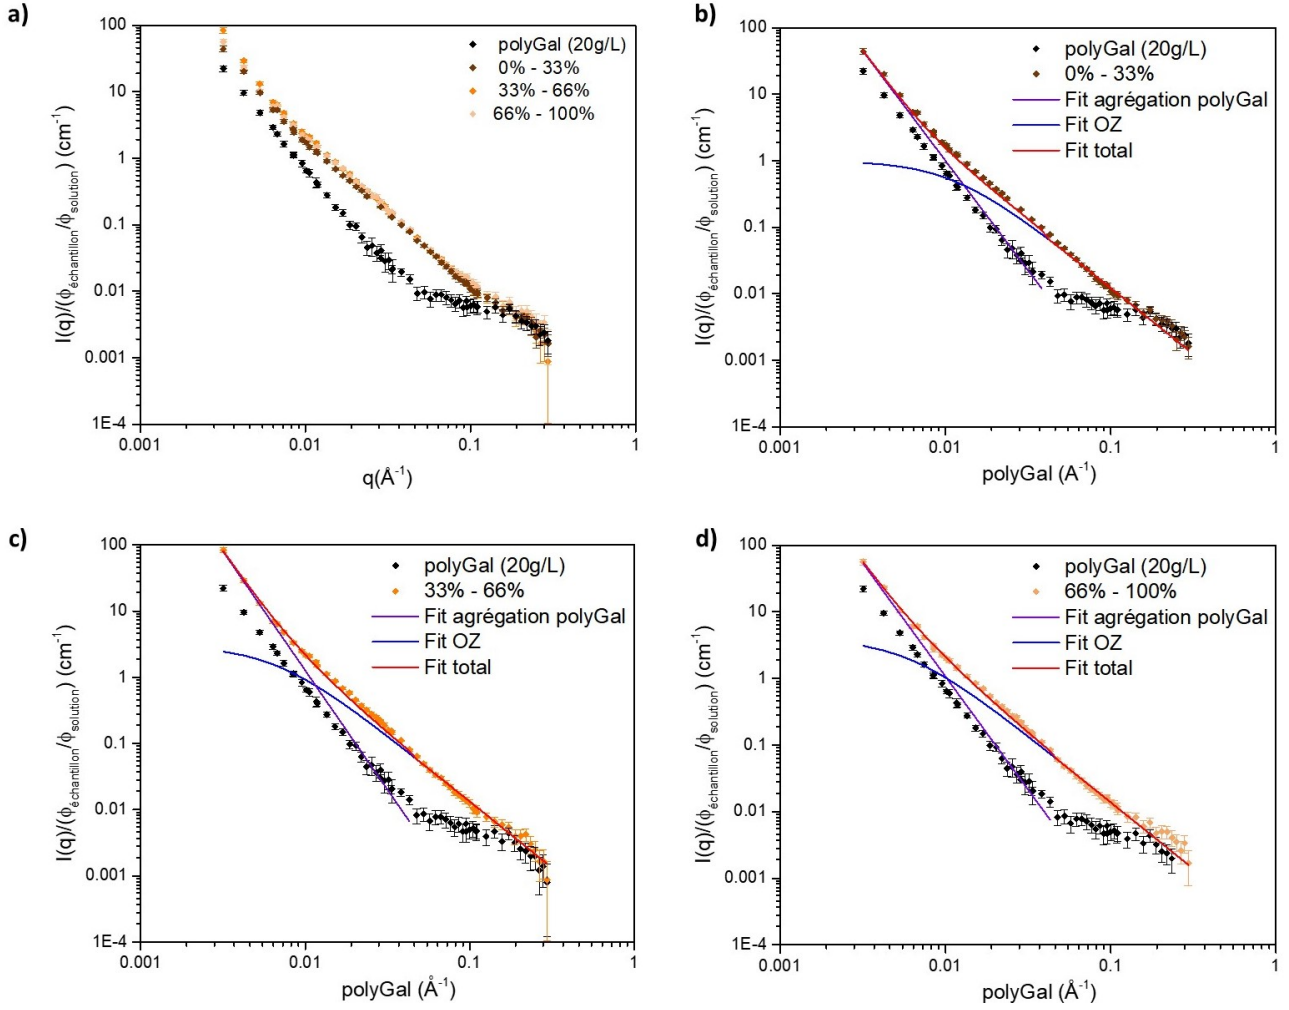 a)
I(q)/(ϕéchantillon/ϕsolution) (cm-1)
100
10
1
0.1
0.01
0.001
1E-4
polyGal (20g/L)
0% - 33%
33% - 66%
66% - 100%
0.001 0.01 0.1 1
q(Å-1)
b)
I(q)/(ϕéchantillon/ϕsolution) (cm-1)
100
10
1
0.1
0.01
0.001
1E-4
polyGal (20g/L)
0% - 33%
Fit agrégation polyGal
Fit OZ
Fit total
0.001 0.01 0.1 1
polyGal (A-1)
c)
I(q)/(ϕéchantillon/ϕsolution) (cm-1)
100
10
1
0.1
0.01
0.001
1E-4
polyGal (20g/L)
33% - 66%
Fit agrégation polyGal
Fit OZ
Fit total
0.001 0.01 0.1 1
polyGal (Å-1)
d)
I(q)/(ϕéchantillon/ϕsolution) (cm-1)
100
10
1
0.1
0.01
0.001
1E-4
polyGal (20g/L)
66% - 100%
Fit agrégation polyGal
Fit OZ
Fit total
0.001 0.01 0.1 1
polyGal (Å-1)